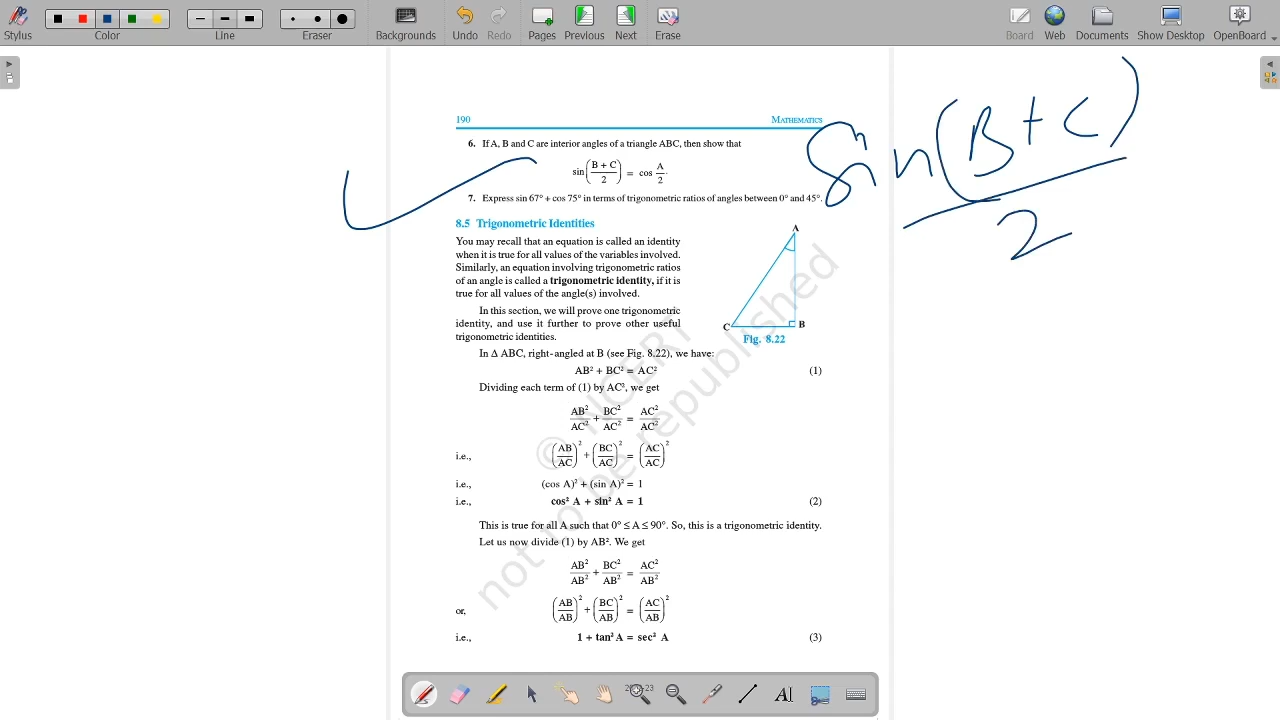 Stylus Color Line Eraser Backgrounds Undo Redo Pages Previous Next Erase Board Web Documents Show Desktop OpenBoard
190 MATHEMATICS
6. If A, B and C are interior angles of a triangle ABC, then show that
sin((B + C)/2) = cos A/2.
7. Express sin 67° + cos 75° in terms of trigonometric ratios of angles between 0° and 45°.
sin (B + C)/2
8.5 Trigonometric Identities
You may recall that an equation is called an identity
when it is true for all values of the variables involved.
Similarly, an equation involving trigonometric ratios
of an angle is called a trigonometric identity, if it is
true for all values of the angle(s) involved.
In this section, we will prove one trigonometric
identity, and use it further to prove other useful
trigonometric identities.
A
C B
Fig. 8.22
In Δ ABC, right-angled at B (see Fig. 8.22), we have:
AB² + BC² = AC² (1)
Dividing each term of (1) by AC², we get
AB²/AC² + BC²/AC² = AC²/AC²
i.e., (AB/AC)² + (BC/AC)² = (AC/AC)²
i.e., (cos A)² + (sin A)² = 1
i.e., cos² A + sin² A = 1 (2)
This is true for all A such that 0° ≤ A ≤ 90°. So, this is a trigonometric identity.
Let us now divide (1) by AB². We get
AB²/AB² + BC²/AB² = AC²/AB²
or, (AB/AB)² + (BC/AB)² = (AC/AB)²
i.e., 1 + tan² A = sec² A (3)
© NCERT
not to be republished